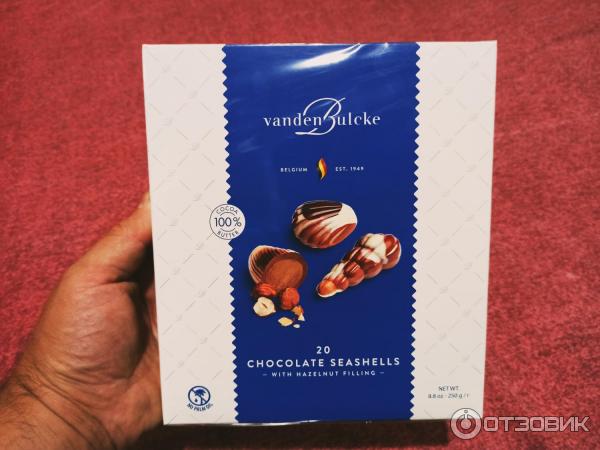 vandenBulcke
BELGIUM EST. 1949
COCOA
100%
BUTTER
20
CHOCOLATE SEASHELLS
WITH HAZELNUT FILLING
NO PALM OIL
NET WT.
8.8 oz - 250 g / г
ОТЗОВИК